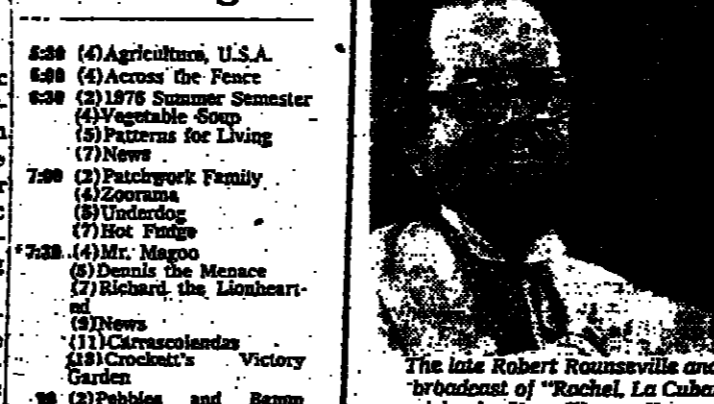 5:30 (4)Agriculture, U.S.A.
6:00 (4)Across the Fence
6:30 (2)1976 Summer Semester
(4)Vegetable Soup
(5)Patterns for Living
(7)News
7:00 (2)Patchwork Family
(4)Zoorama
(5)Underdog
(7)Hot Fudge
7:30 (4)Mr. Magoo
(5)Dennis the Menace
(7)Richard the Lionheart-
ed
(9)News
(11)Carrascolendas
(13)Crockett's Victory
Garden
(2)Pebbles and Bamm
The late Robert Rounseville and
broadcast of "Rachel, La Cuba